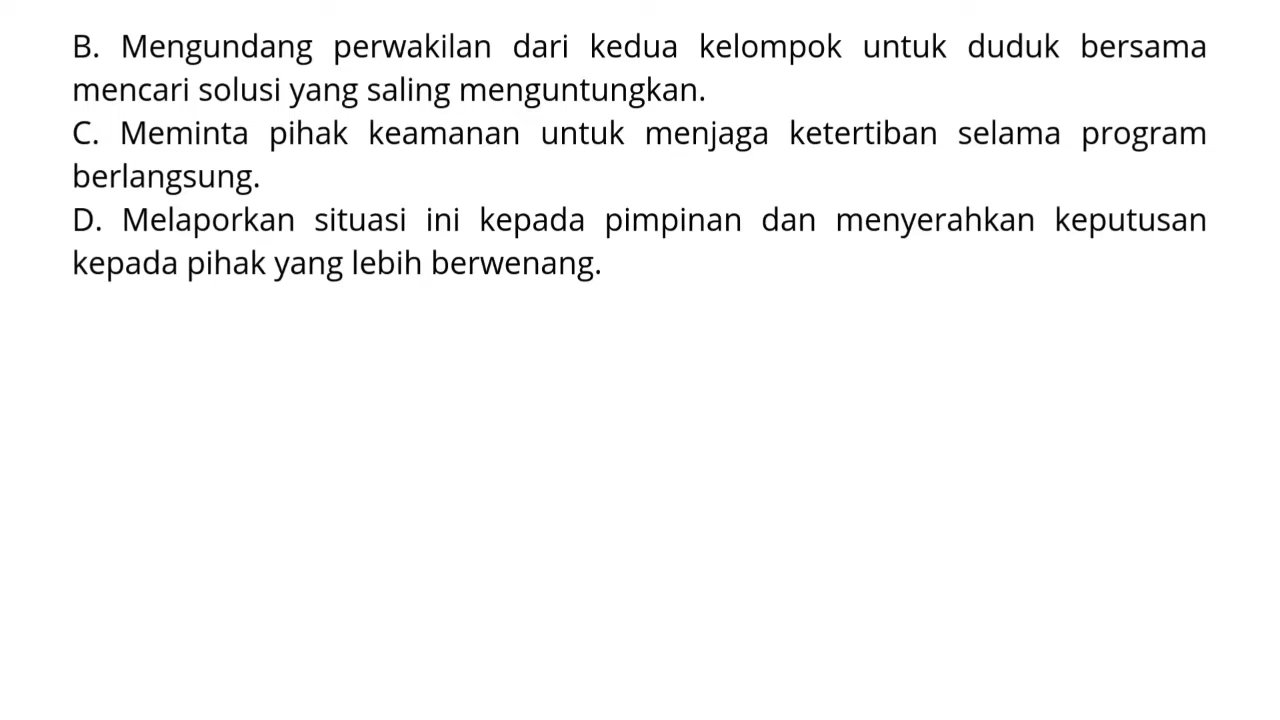 B. Mengundang perwakilan dari kedua kelompok untuk duduk bersama
mencari solusi yang saling menguntungkan.
C. Meminta pihak keamanan untuk menjaga ketertiban selama program
berlangsung.
D. Melaporkan situasi ini kepada pimpinan dan menyerahkan keputusan
kepada pihak yang lebih berwenang.